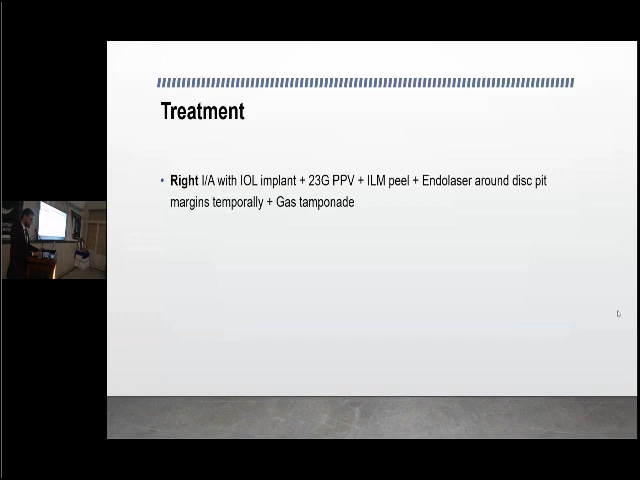 Treatment
• Right I/A with IOL implant + 23G PPV + ILM peel + Endolaser around disc pit
margins temporally + Gas tamponade